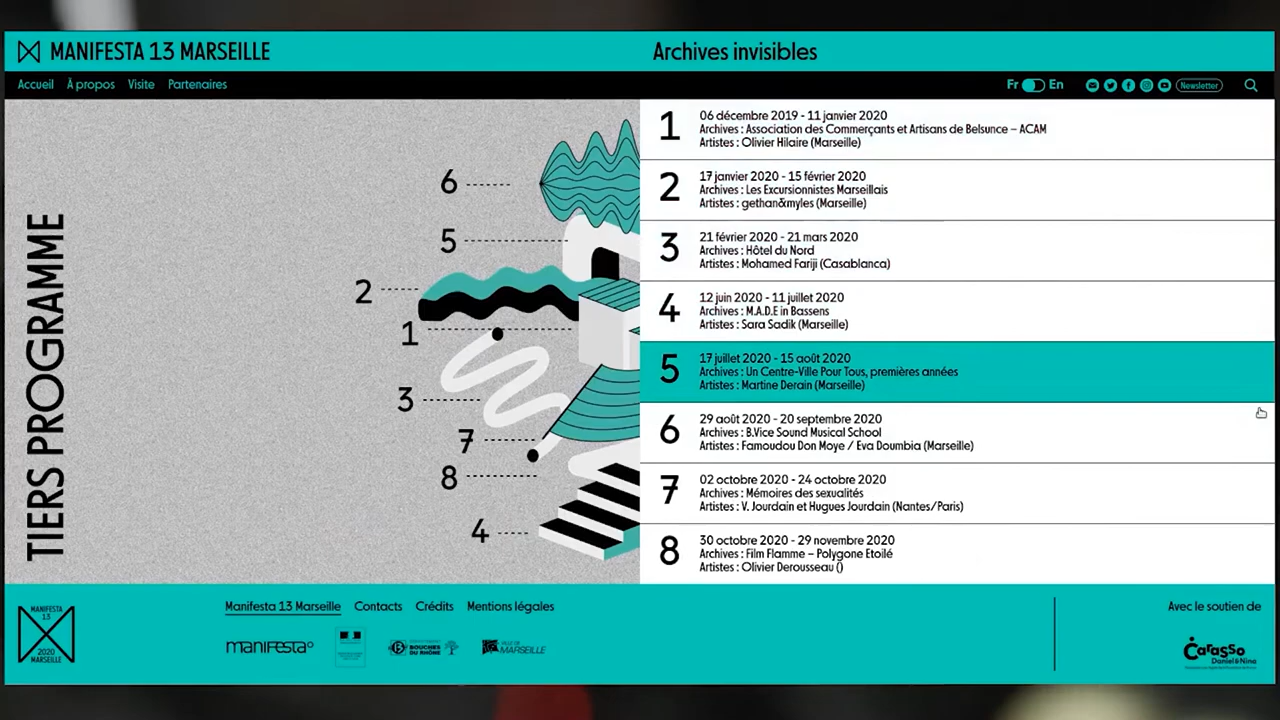 MANIFESTA 13 MARSEILLE
Archives invisibles
Accueil À propos Visite Partenaires
Fr En Newsletter
TIERS PROGRAMME
6
5
2
1
3
7
8
4
1
06 décembre 2019 - 11 janvier 2020
Archives : Association des Commerçants et Artisans de Belsunce – ACAM
Artistes : Olivier Hilaire (Marseille)
2
17 janvier 2020 - 15 février 2020
Archives : Les Excursionnistes Marseillais
Artistes : gethan&myles (Marseille)
3
21 février 2020 - 21 mars 2020
Archives : Hôtel du Nord
Artistes : Mohamed Fariji (Casablanca)
4
12 juin 2020 - 11 juillet 2020
Archives : M.A.D.E in Bassens
Artistes : Sara Sadik (Marseille)
5
17 juillet 2020 - 15 août 2020
Archives : Un Centre-Ville Pour Tous, premières années
Artistes : Martine Derain (Marseille)
6
29 août 2020 - 20 septembre 2020
Archives : B.Vice Sound Musical School
Artistes : Famoudou Don Moye / Eva Doumbia (Marseille)
7
02 octobre 2020 - 24 octobre 2020
Archives : Mémoires des sexualités
Artistes : V. Jourdain et Hugues Jourdain (Nantes/Paris)
8
30 octobre 2020 - 29 novembre 2020
Archives : Film Flamme – Polygone Etoilé
Artistes : Olivier Derousseau ()
MANIFESTA
13
2020
MARSEILLE
Manifesta 13 Marseille Contacts Crédits Mentions légales
manifesta
BOUCHES
DU RHÔNE
VILLE DE
MARSEILLE
Avec le soutien de
Carasso
Daniel & Nina